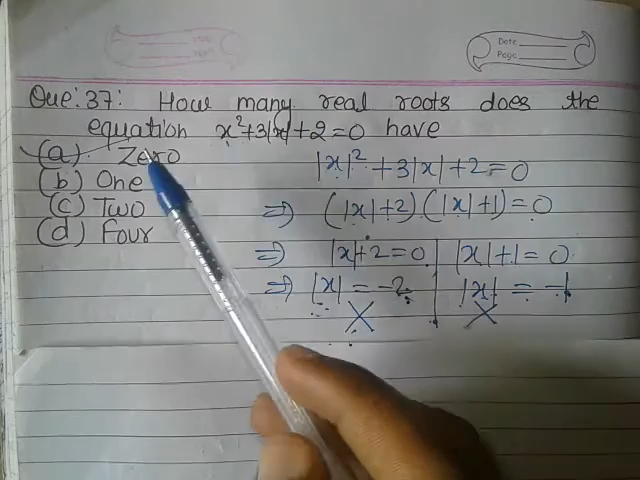 Date
Page
Que: 37: How many real roots does the
equation x²+3|x|+2=0 have
(a). Zero
(b) One
(c) Two
(d) Four
|x|² + 3|x| + 2 = 0
⇒ (|x|+2) (|x|+1) = 0
⇒ |x|+2=0 | |x|+1=0
⇒ |x| = -2 | |x| = -1
X X